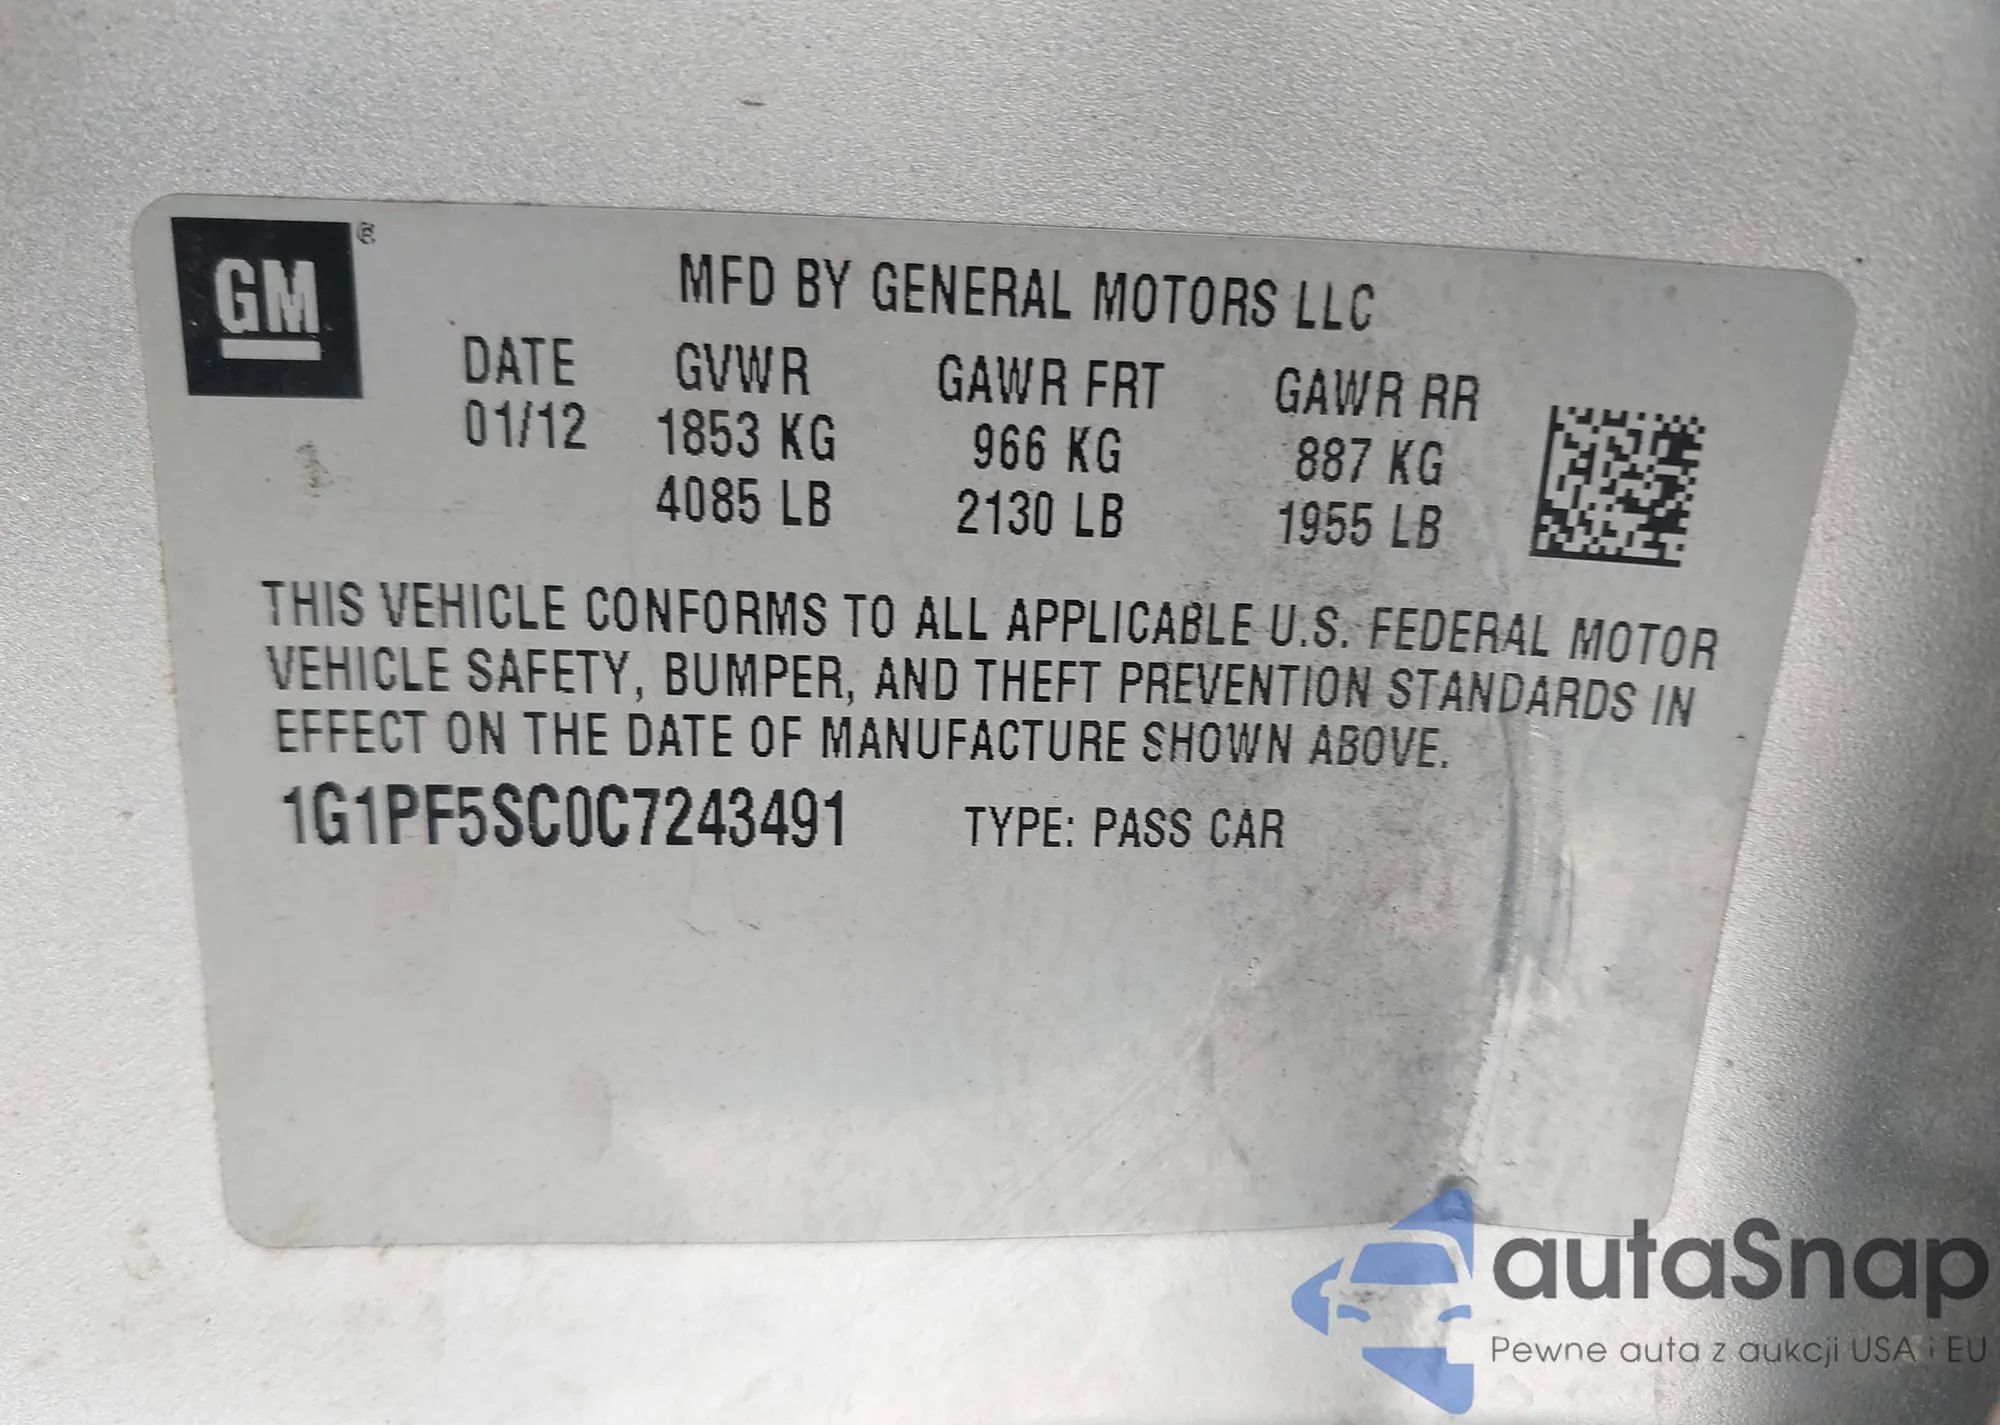 GM ®
MFD BY GENERAL MOTORS LLC
DATE GVWR GAWR FRT GAWR RR
01/12 1853 KG 966 KG 887 KG
4085 LB 2130 LB 1955 LB
THIS VEHICLE CONFORMS TO ALL APPLICABLE U.S. FEDERAL MOTOR
VEHICLE SAFETY, BUMPER, AND THEFT PREVENTION STANDARDS IN
EFFECT ON THE DATE OF MANUFACTURE SHOWN ABOVE.
1G1PF5SC0C7243491 TYPE: PASS CAR
autaSnap
Pewne auta z aukcji USA i EU